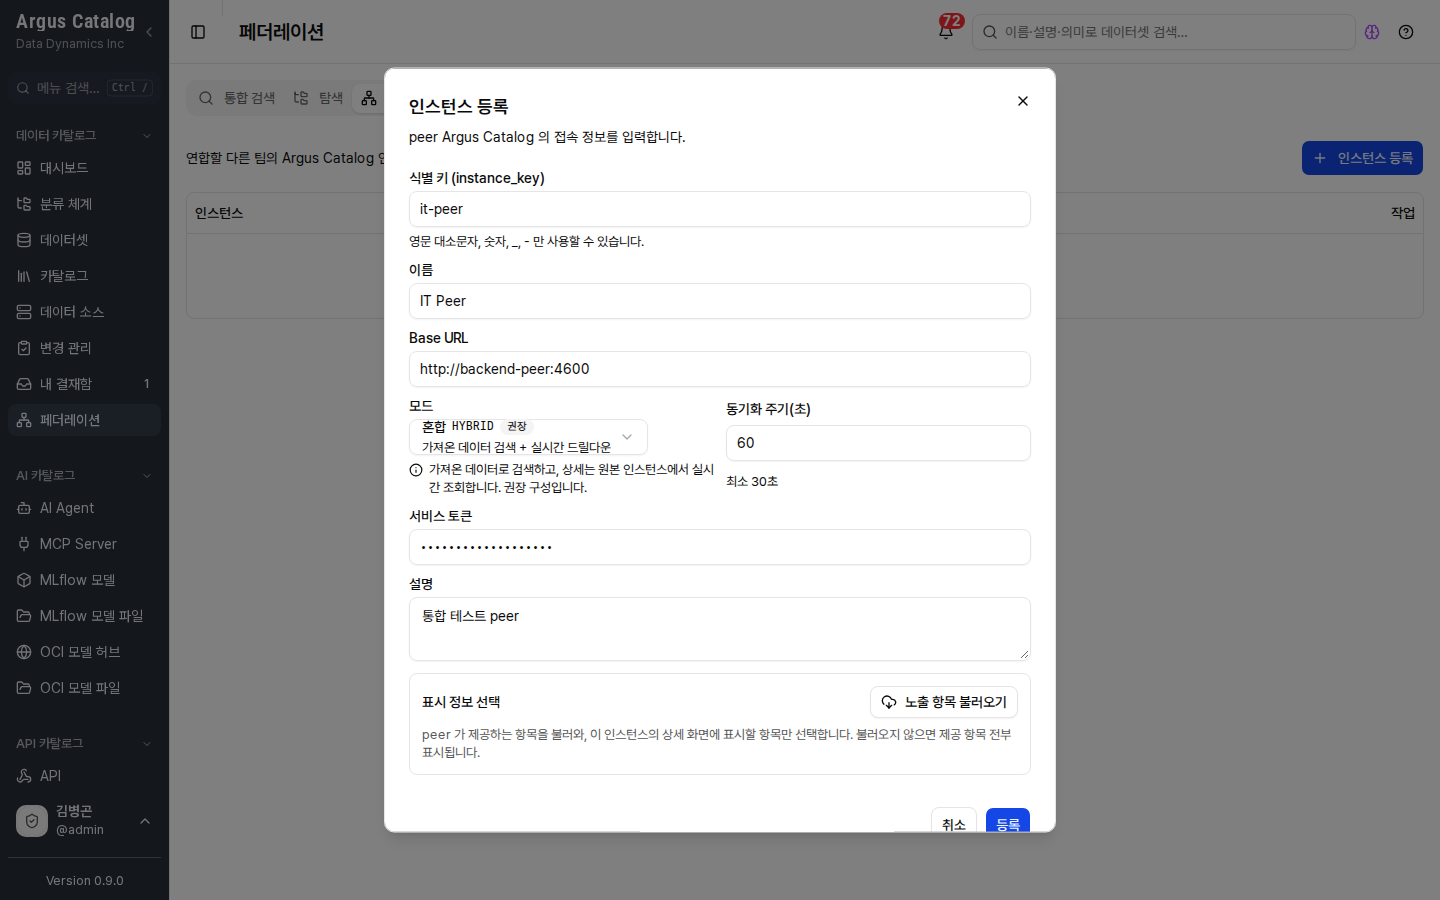 Argus Catalog
Data Dynamics Inc
메뉴 검색... Ctrl /
데이터 카탈로그
대시보드
분류 체계
데이터셋
카탈로그
데이터 소스
변경 관리
내 결재함 1
페더레이션
AI 카탈로그
AI Agent
MCP Server
MLflow 모델
MLflow 모델 파일
OCI 모델 허브
OCI 모델 파일
API 카탈로그
API
김병곤
@admin
Version 0.9.0
페더레이션
72
이름·설명·의미로 데이터셋 검색...
통합 검색 탐색
연합할 다른 팀의 Argus Catalog
인스턴스 등록
인스턴스 작업
인스턴스 등록
peer Argus Catalog 의 접속 정보를 입력합니다.
식별 키 (instance_key)
it-peer
영문 대소문자, 숫자, _, - 만 사용할 수 있습니다.
이름
IT Peer
Base URL
http://backend-peer:4600
모드
혼합 HYBRID 권장
가져온 데이터 검색 + 실시간 드릴다운
가져온 데이터로 검색하고, 상세는 원본 인스턴스에서 실시
간 조회합니다. 권장 구성입니다.
동기화 주기(초)
60
최소 30초
서비스 토큰
•••••••••••••••••••
설명
통합 테스트 peer
표시 정보 선택
노출 항목 불러오기
peer 가 제공하는 항목을 불러와, 이 인스턴스의 상세 화면에 표시할 항목만 선택합니다. 불러오지 않으면 제공 항목 전부
표시됩니다.
취소
등록